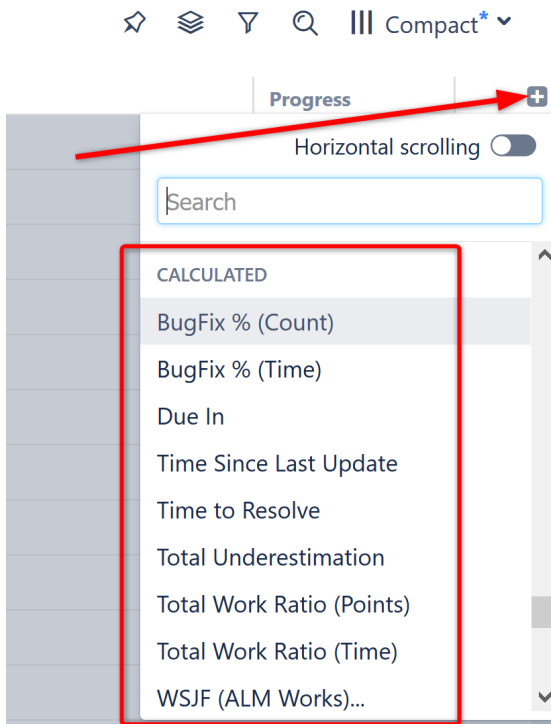 Compact*
Progress
Horizontal scrolling
Search
CALCULATED
BugFix % (Count)
BugFix % (Time)
Due In
Time Since Last Update
Time to Resolve
Total Underestimation
Total Work Ratio (Points)
Total Work Ratio (Time)
WSJF (ALM Works)...